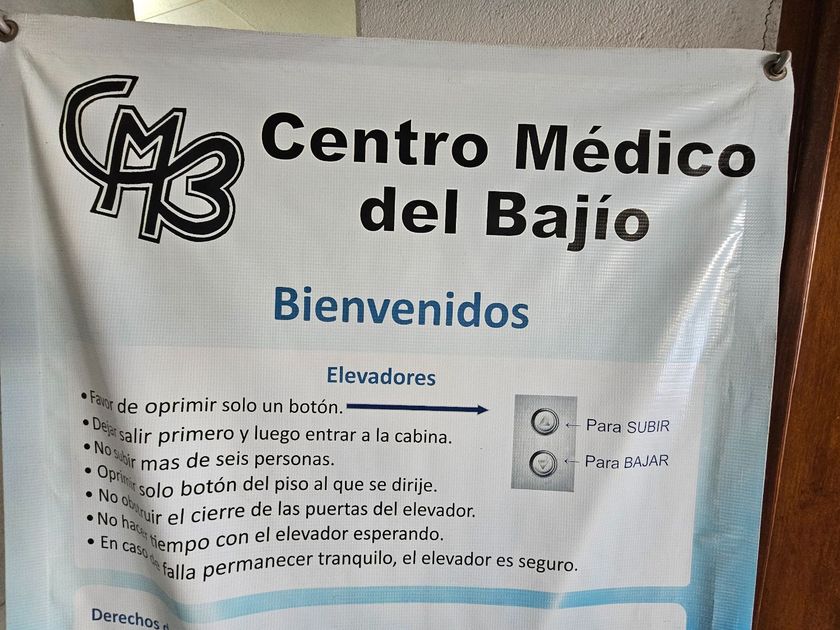 CMB
Centro Médico
del Bajío
Bienvenidos
Elevadores
• Favor de oprimir solo un botón.
← Para SUBIR
• Dejar salir primero y luego entrar a la cabina.
← Para BAJAR
• No subir mas de seis personas.
• Oprimir solo botón del piso al que se dirije.
• No obstruir el cierre de las puertas del elevador.
• No hacer tiempo con el elevador esperando.
• En caso de falla permanecer tranquilo, el elevador es seguro.
Derechos